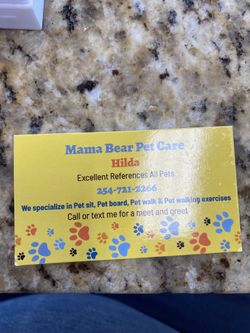 Mama Bear Pet Care
Hilda
Excellent References All Pets
254-721-2266
We specialize in Pet sit, Pet board, Pet walk & Pet walking exercises
Call or text me for a meet and greet